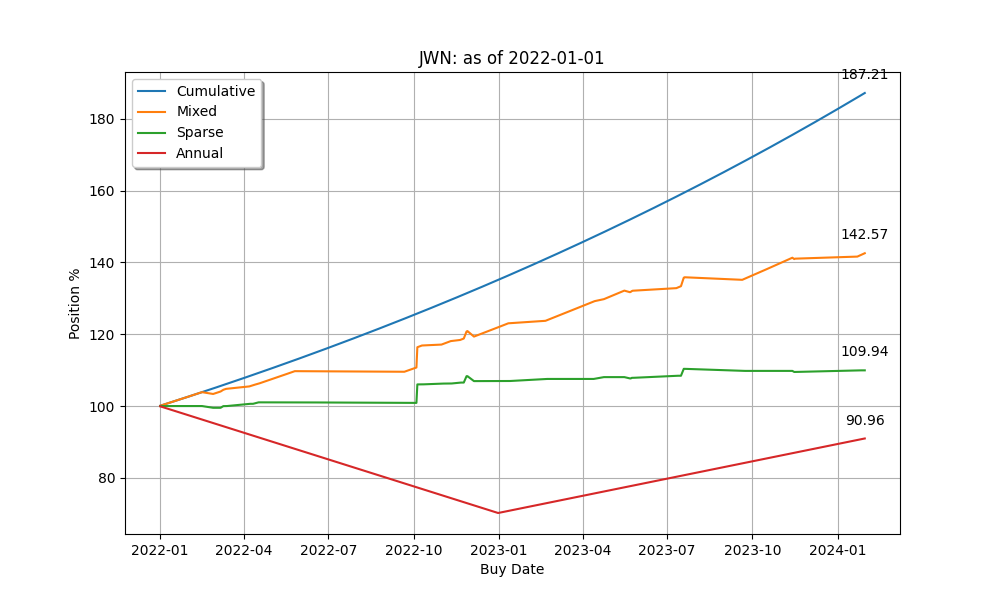 JWN: as of 2022-01-01
187.21
Cumulative
Mixed
Sparse
Annual
142.57
109.94
90.96
Position %
180
160
140
120
100
80
2022-01 2022-04 2022-07 2022-10 2023-01 2023-04 2023-07 2023-10 2024-01
Buy Date